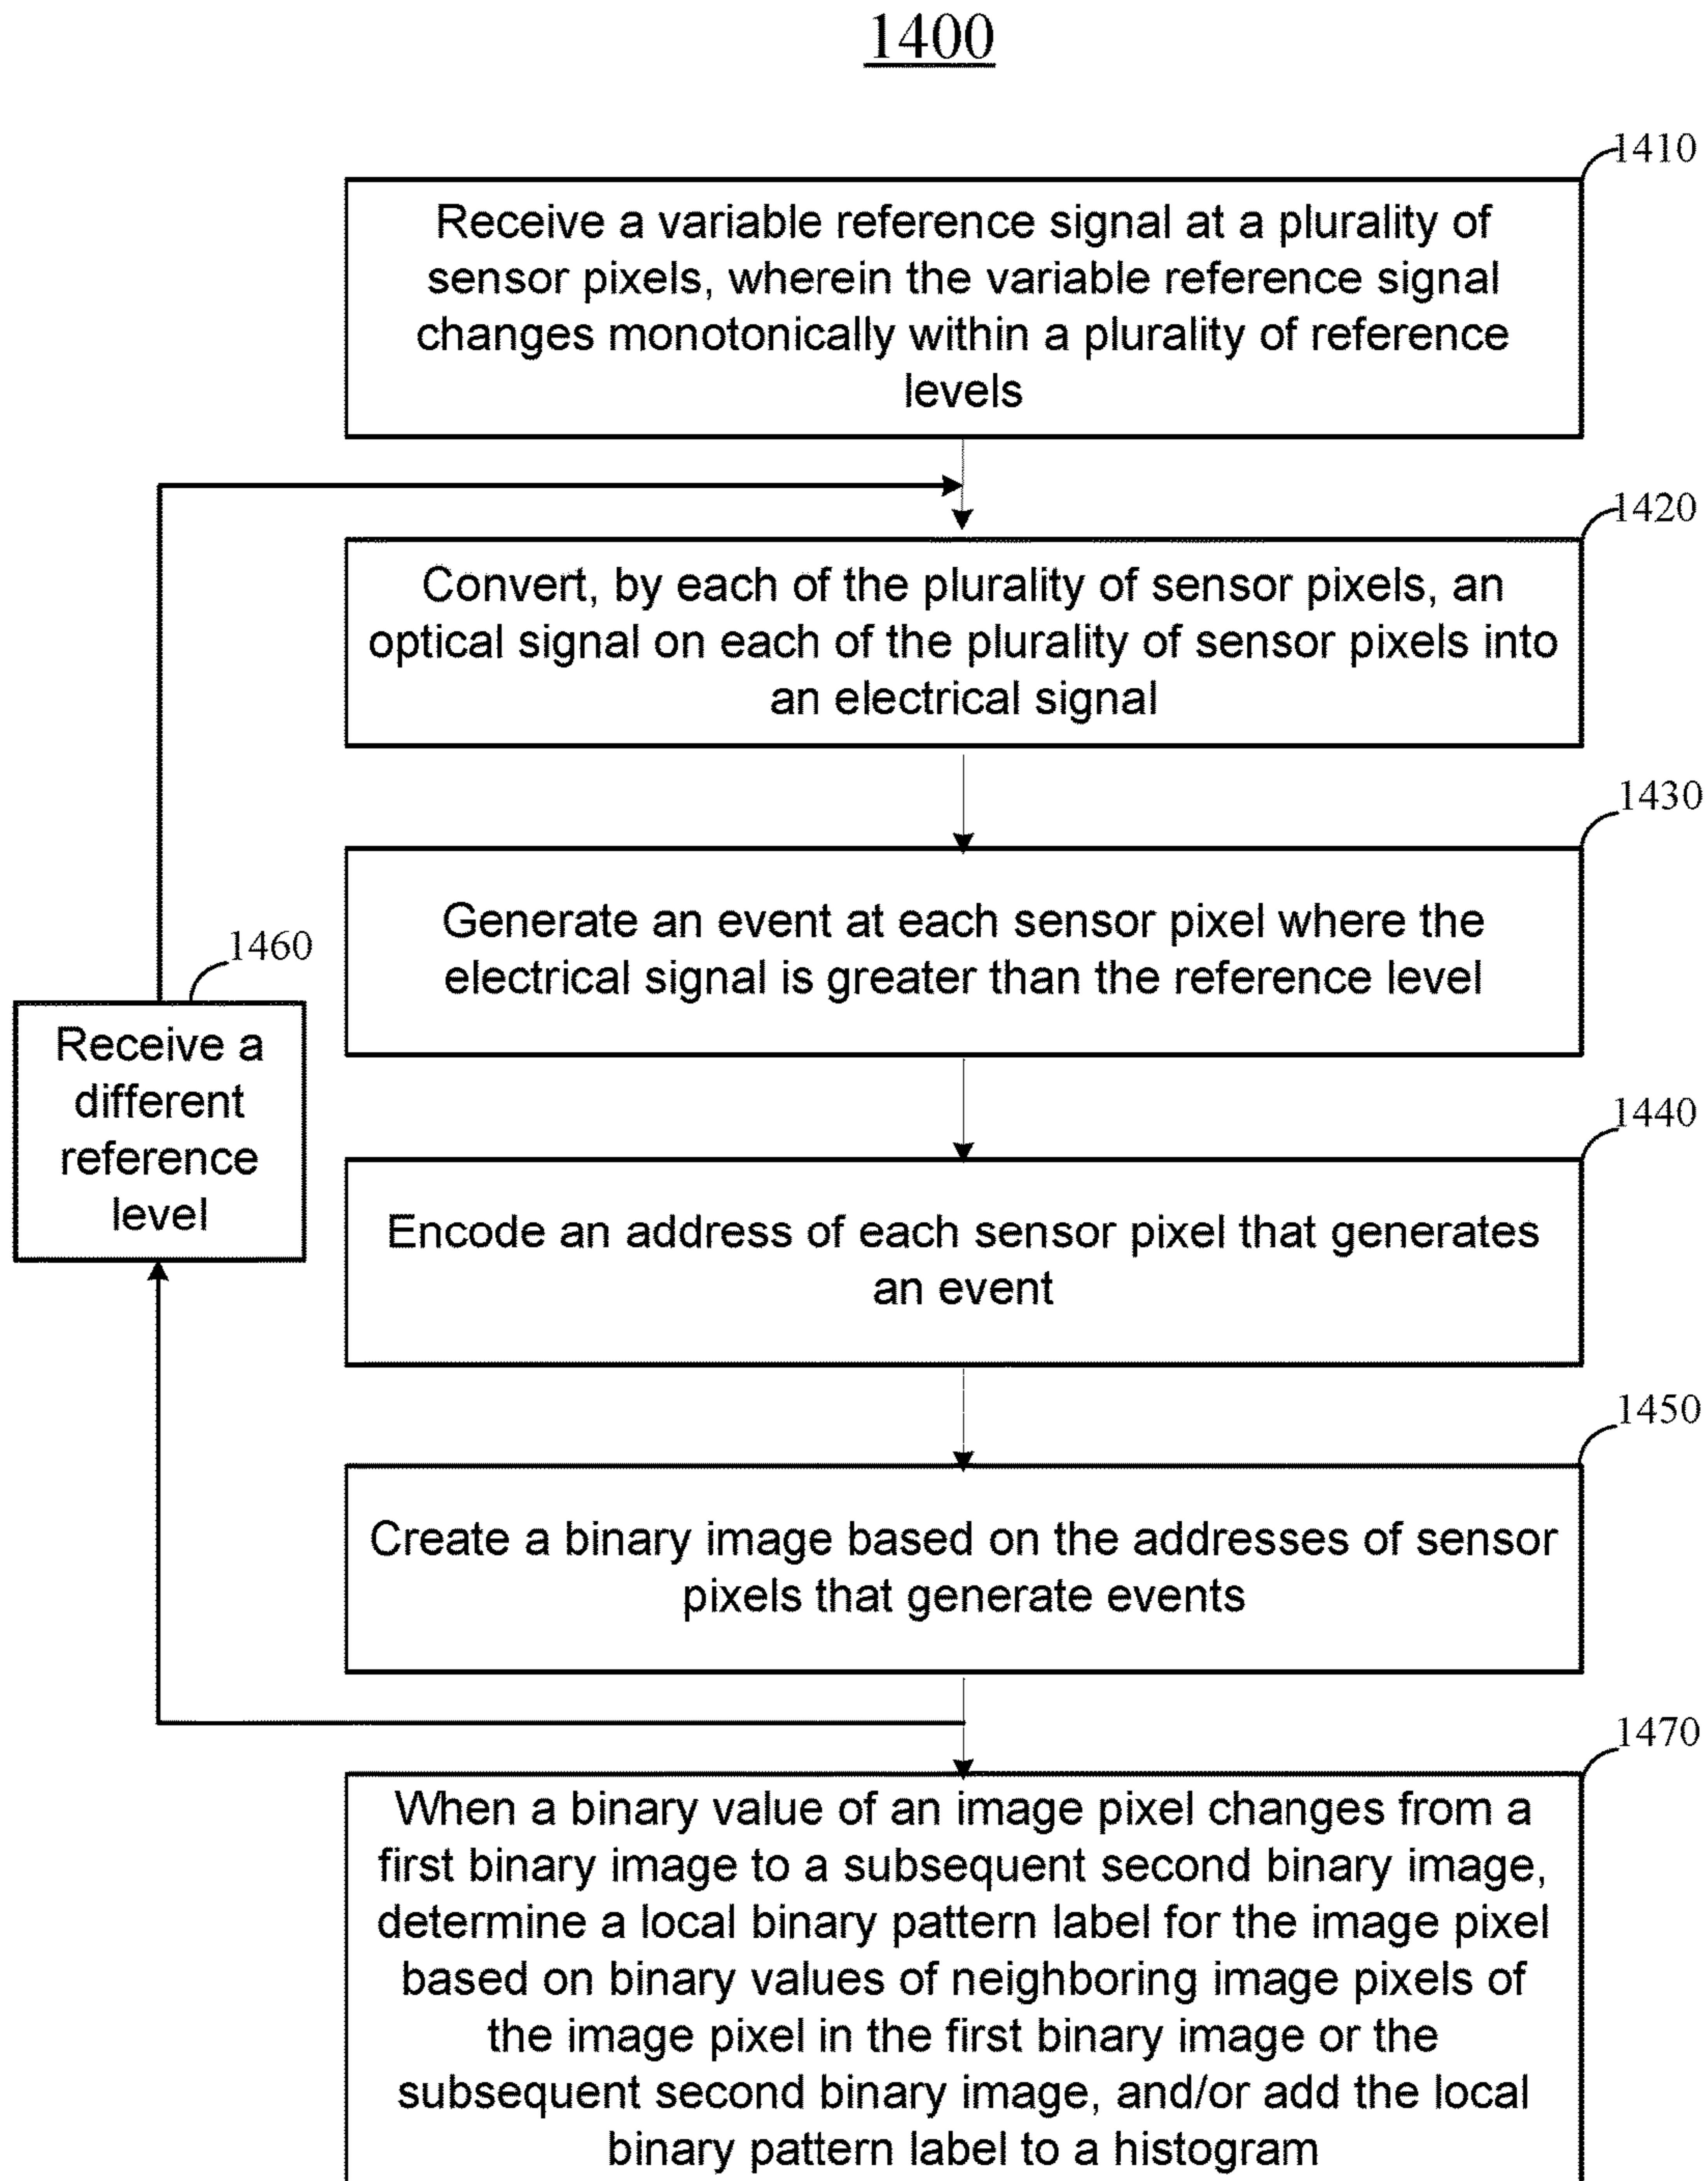 1400
1410
Receive a variable reference signal at a plurality of
sensor pixels, wherein the variable reference signal
changes monotonically within a plurality of reference
levels
1420
Convert, by each of the plurality of sensor pixels, an
optical signal on each of the plurality of sensor pixels into
an electrical signal
1430
Generate an event at each sensor pixel where the
electrical signal is greater than the reference level
1460
Receive a
different
reference
level
1440
Encode an address of each sensor pixel that generates
an event
1450
Create a binary image based on the addresses of sensor
pixels that generate events
1470
When a binary value of an image pixel changes from a
first binary image to a subsequent second binary image,
determine a local binary pattern label for the image pixel
based on binary values of neighboring image pixels of
the image pixel in the first binary image or the
subsequent second binary image, and/or add the local
binary pattern label to a histogram